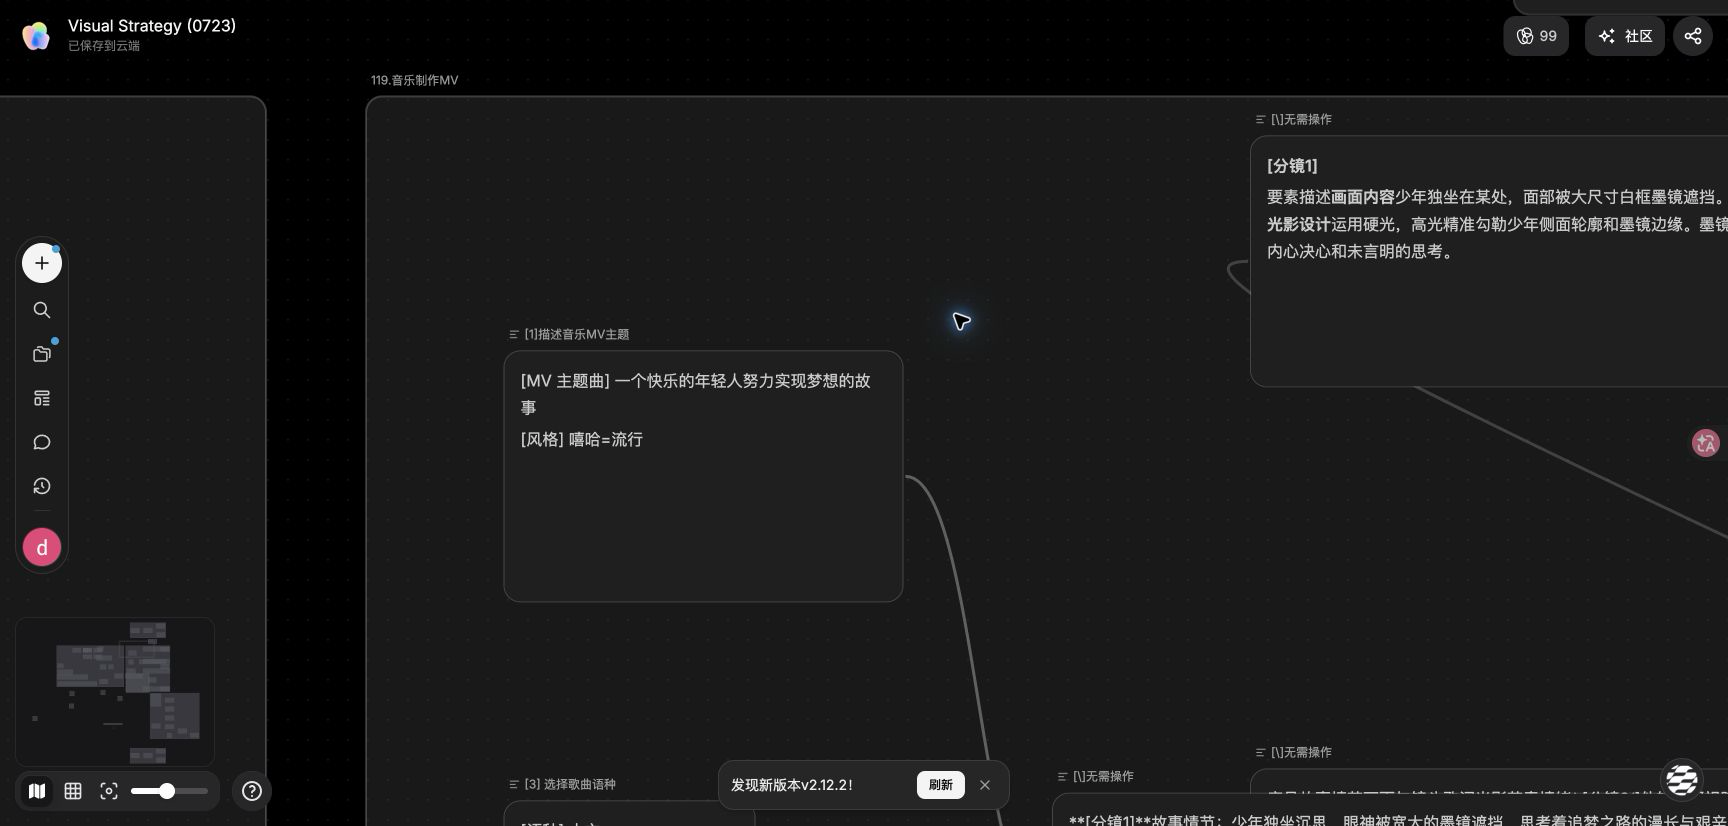 Visual Strategy (0723)
已保存到云端
99
社区
119.音乐制作MV
[\]无需操作
[分镜1]
要素描述画面内容少年独坐在某处，面部被大尺寸白框墨镜遮挡。
光影设计运用硬光，高光精准勾勒少年侧面轮廓和墨镜边缘。墨镜
内心决心和未言明的思考。
[1]描述音乐MV主题
[MV 主题曲] 一个快乐的年轻人努力实现梦想的故
事
[风格] 嘻哈=流行
d
[3] 选择歌曲语种
发现新版本v2.12.2！
刷新
[\]无需操作
[\]无需操作
**[分镜1]**故事情节：少年独坐沉思，眼神被宽大的墨镜遮挡，思考着追梦之路的漫长与艰辛